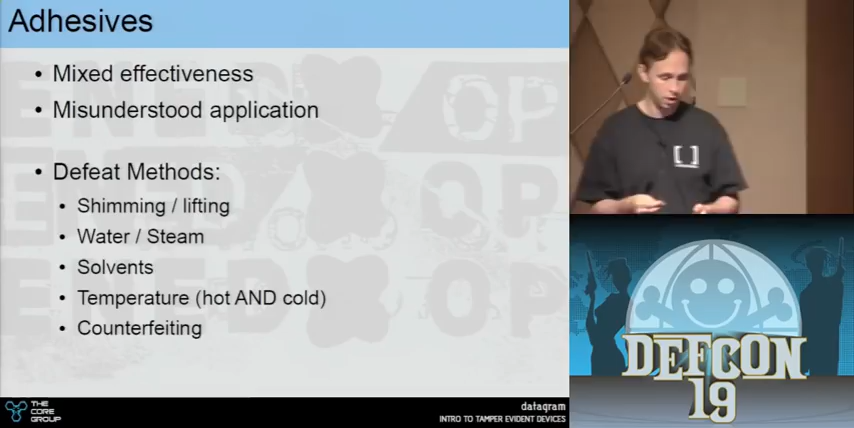 Adhesives
• Mixed effectiveness
• Misunderstood application
• Defeat Methods:
• Shimming / lifting
• Water / Steam
• Solvents
• Temperature (hot AND cold)
• Counterfeiting
THE
CORE
GROUP
datagram
INTRO TO TAMPER EVIDENT DEVICES
[ ]
DEFCON
19